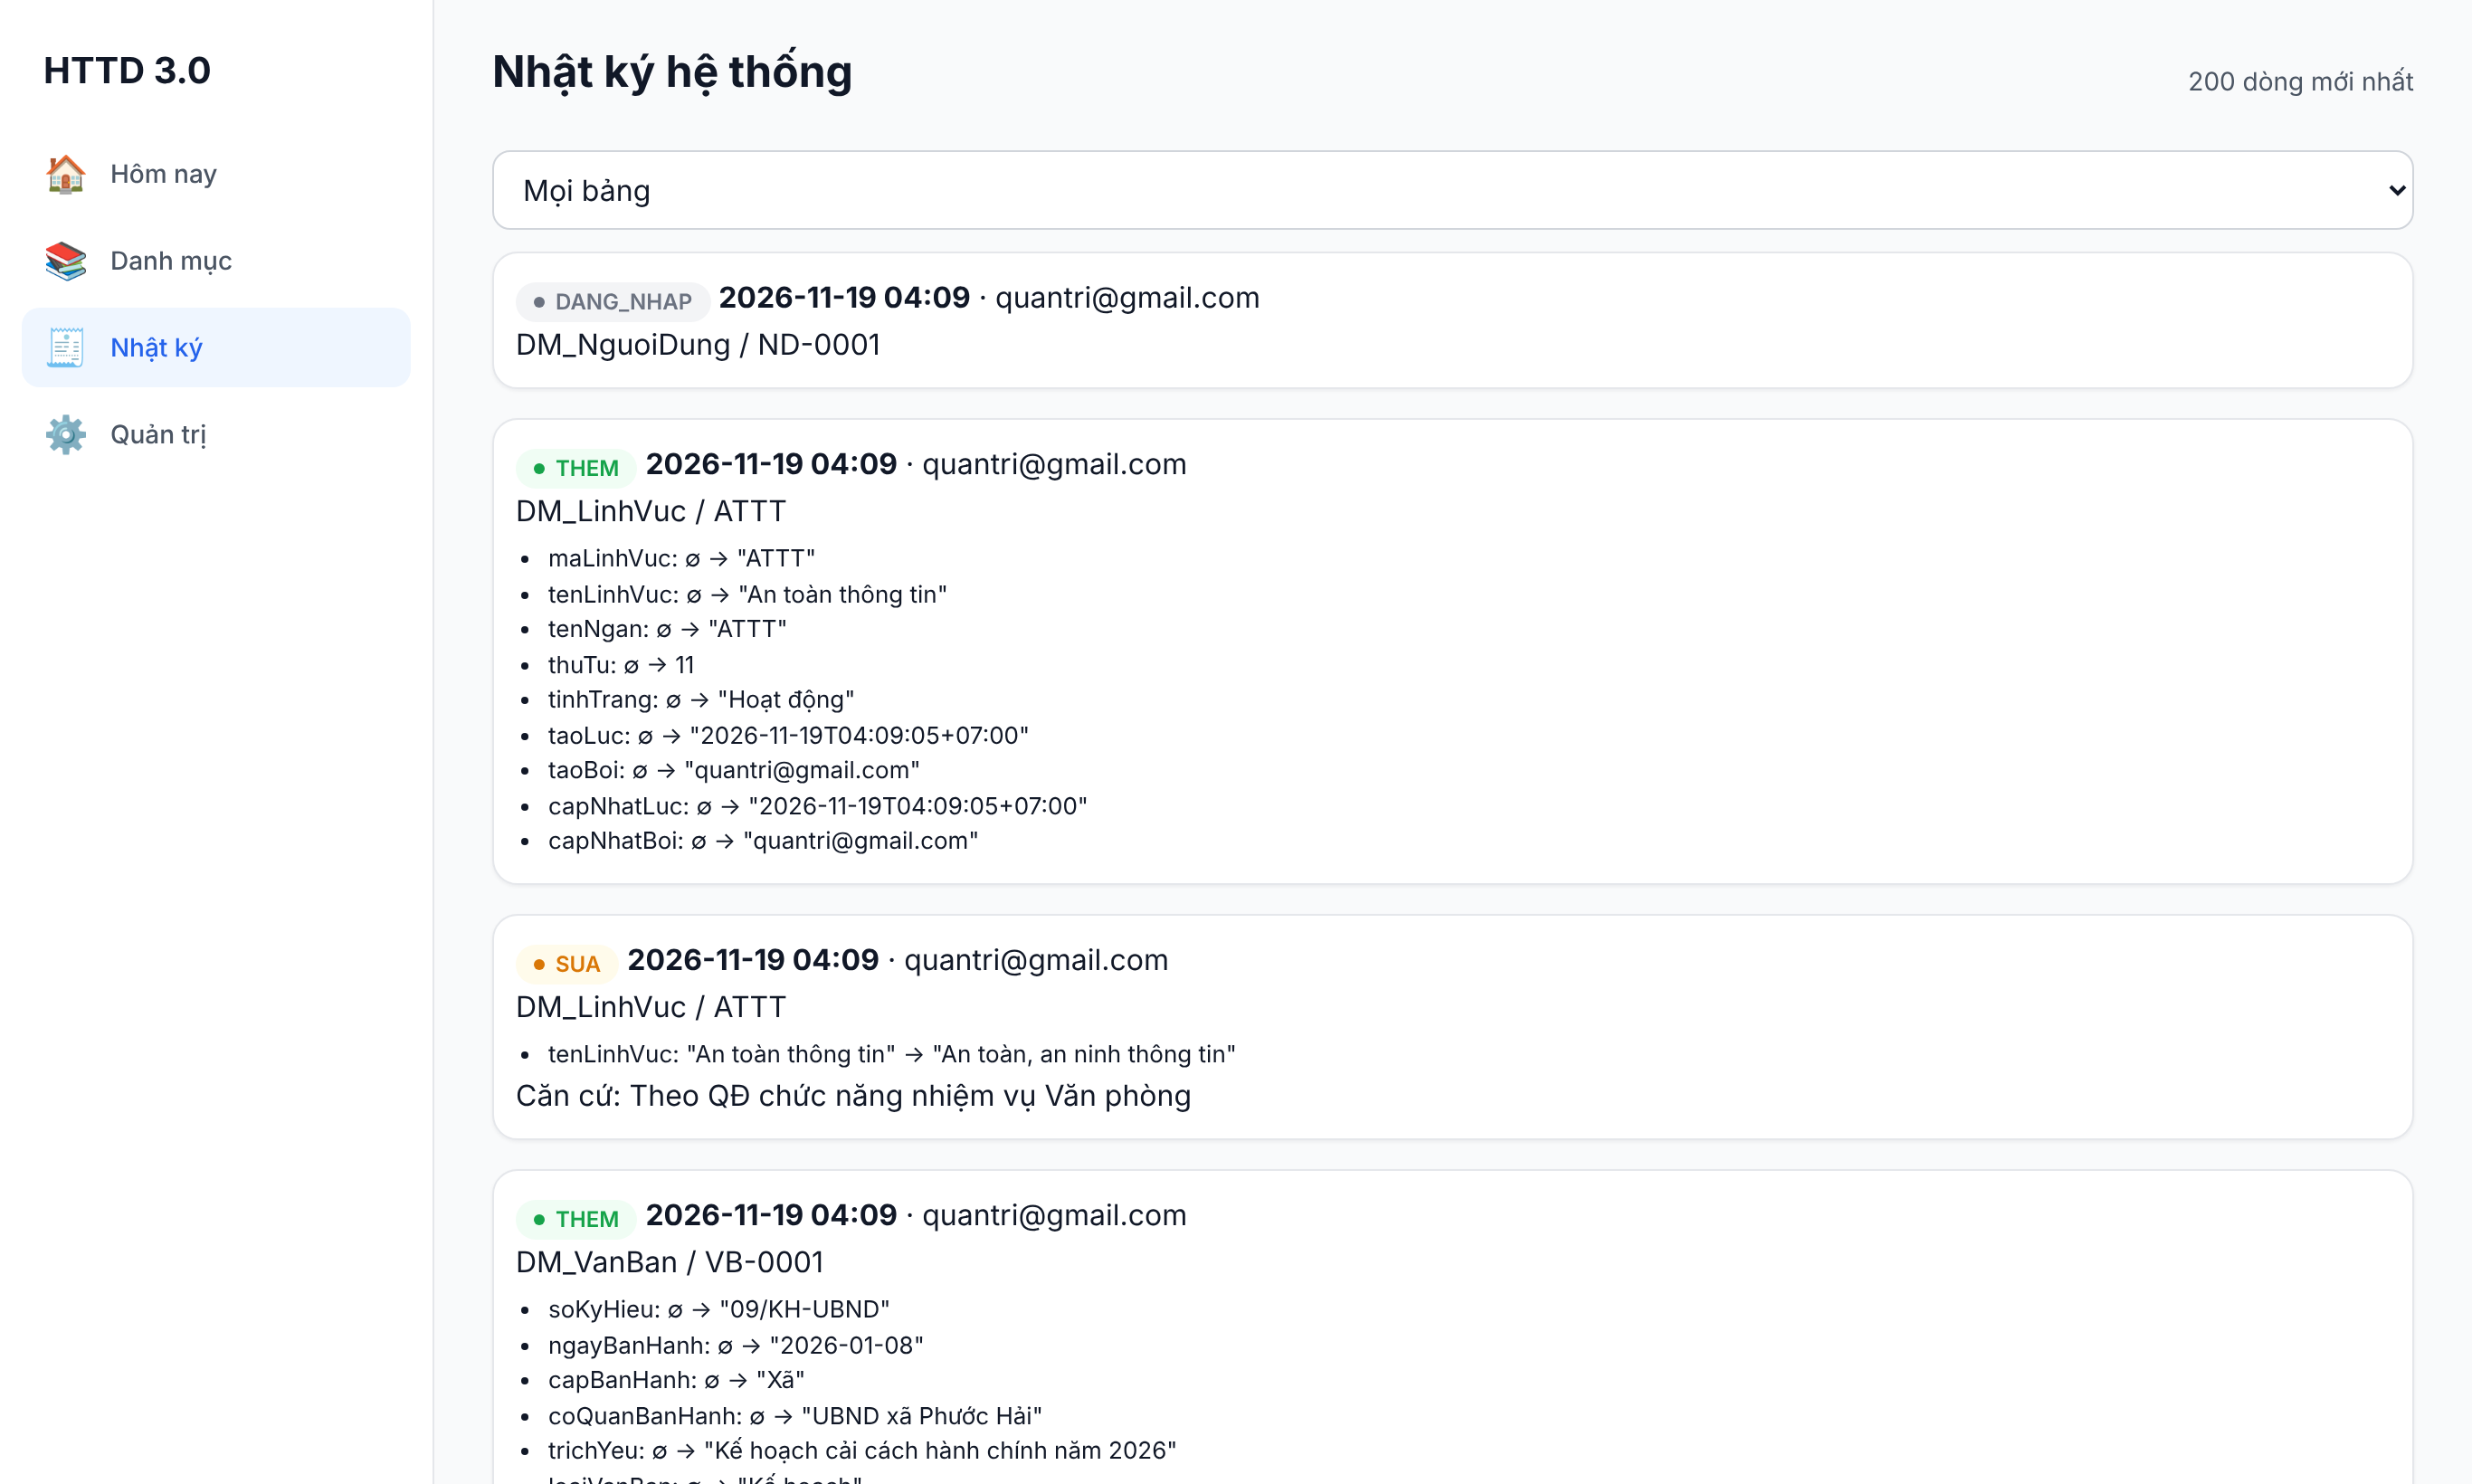 HTTD 3.0
Hôm nay
Danh mục
Nhật ký
Quản trị
Nhật ký hệ thống
200 dòng mới nhất
Mọi bảng
DANG_NHAP 2026-11-19 04:09 · quantri@gmail.com
DM_NguoiDung / ND-0001
THEM 2026-11-19 04:09 · quantri@gmail.com
DM_LinhVuc / ATTT
• maLinhVuc: ∅ → "ATTT"
• tenLinhVuc: ∅ → "An toàn thông tin"
• tenNgan: ∅ → "ATTT"
• thuTu: ∅ → 11
• tinhTrang: ∅ → "Hoạt động"
• taoLuc: ∅ → "2026-11-19T04:09:05+07:00"
• taoBoi: ∅ → "quantri@gmail.com"
• capNhatLuc: ∅ → "2026-11-19T04:09:05+07:00"
• capNhatBoi: ∅ → "quantri@gmail.com"
SUA 2026-11-19 04:09 · quantri@gmail.com
DM_LinhVuc / ATTT
• tenLinhVuc: "An toàn thông tin" → "An toàn, an ninh thông tin"
Căn cứ: Theo QĐ chức năng nhiệm vụ Văn phòng
THEM 2026-11-19 04:09 · quantri@gmail.com
DM_VanBan / VB-0001
• soKyHieu: ∅ → "09/KH-UBND"
• ngayBanHanh: ∅ → "2026-01-08"
• capBanHanh: ∅ → "Xã"
• coQuanBanHanh: ∅ → "UBND xã Phước Hải"
• trichYeu: ∅ → "Kế hoạch cải cách hành chính năm 2026"
• loaiVanBan: ∅ → "Kế hoạch"